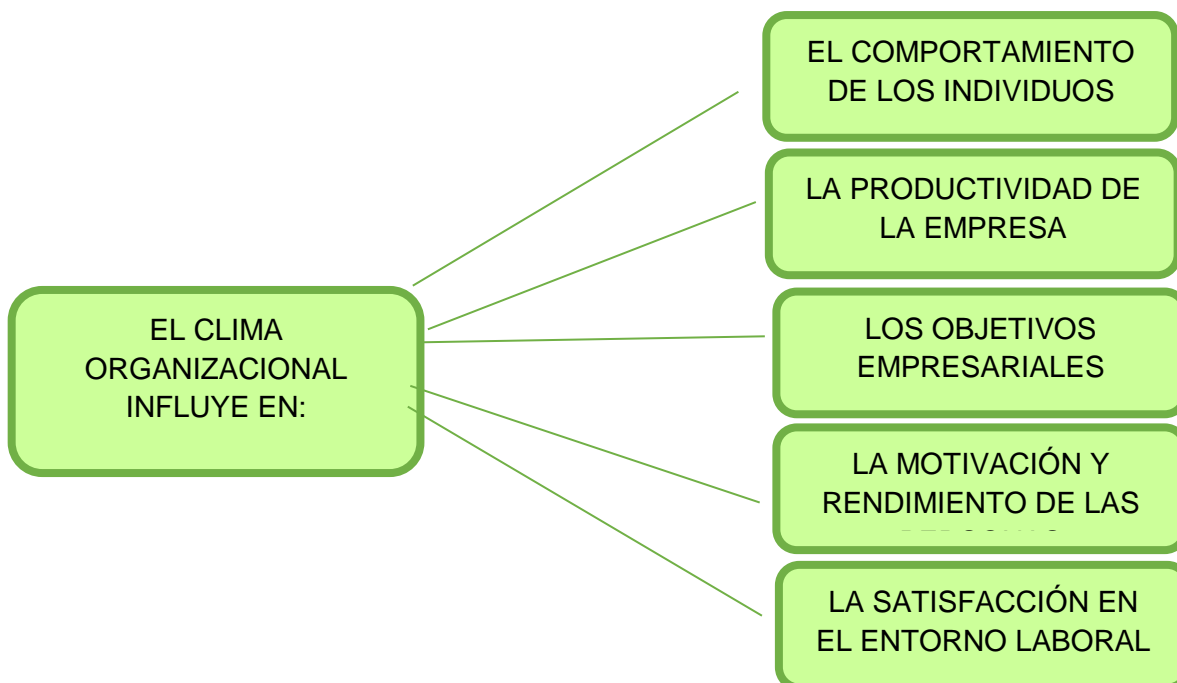 EL COMPORTAMIENTO
DE LOS INDIVIDUOS
LA PRODUCTIVIDAD DE
LA EMPRESA
EL CLIMA
ORGANIZACIONAL
INFLUYE EN:
LOS OBJETIVOS
EMPRESARIALES
LA MOTIVACIÓN Y
RENDIMIENTO DE LAS
LA SATISFACCIÓN EN
EL ENTORNO LABORAL